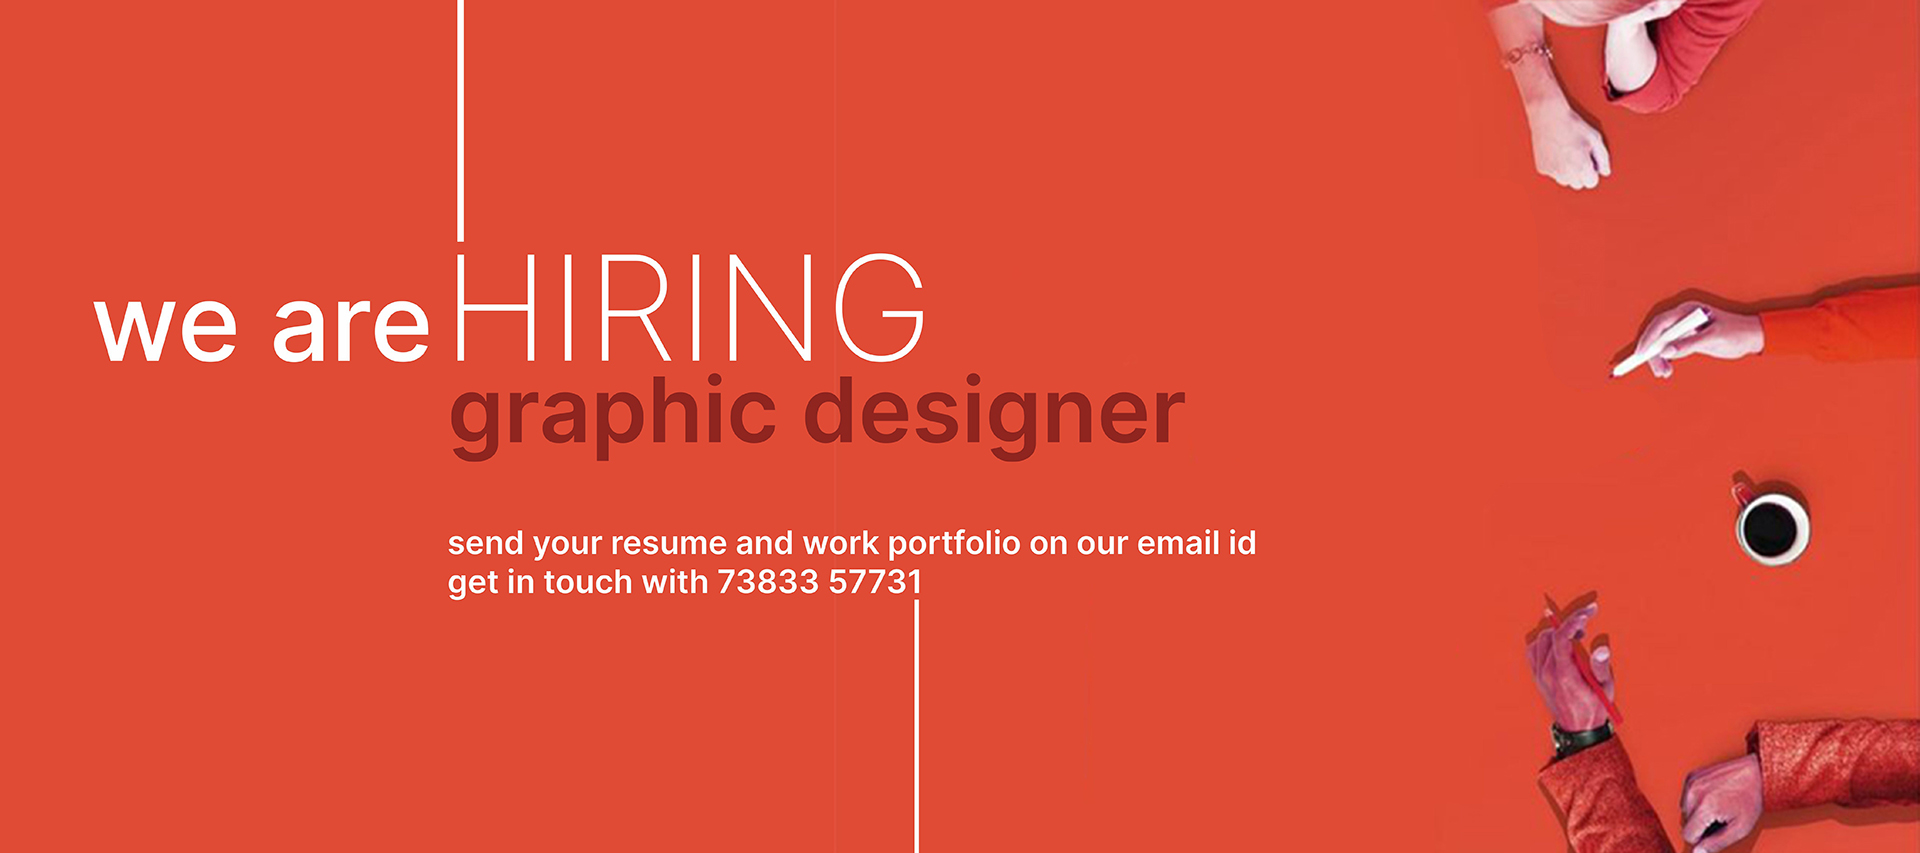 we are HIRING
graphic designer
send your resume and work portfolio on our email id
get in touch with 73833 57731